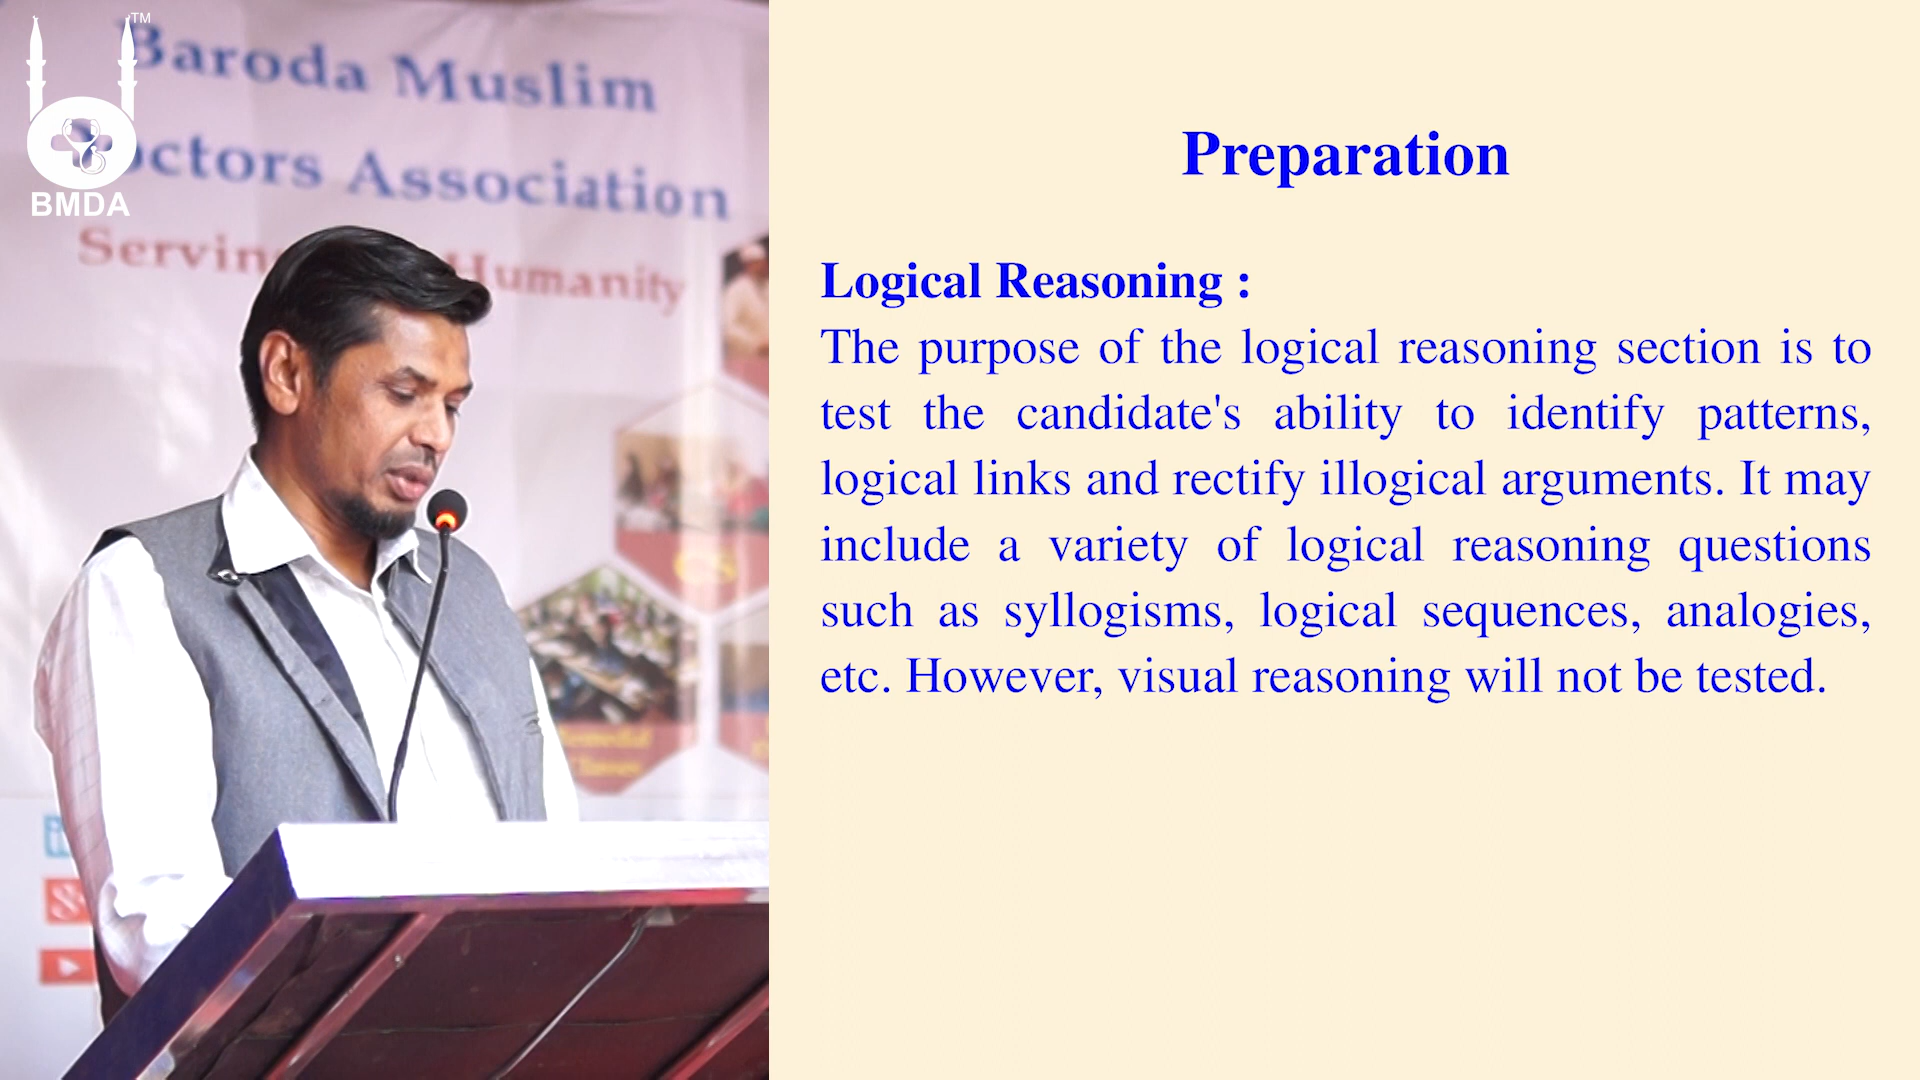 TM
BMDA
Baroda Muslim
ctors Association
Servin Humanity
Preparation
Logical Reasoning :
The purpose of the logical reasoning section is to
test the candidate's ability to identify patterns,
logical links and rectify illogical arguments. It may
include a variety of logical reasoning questions
such as syllogisms, logical sequences, analogies,
etc. However, visual reasoning will not be tested.